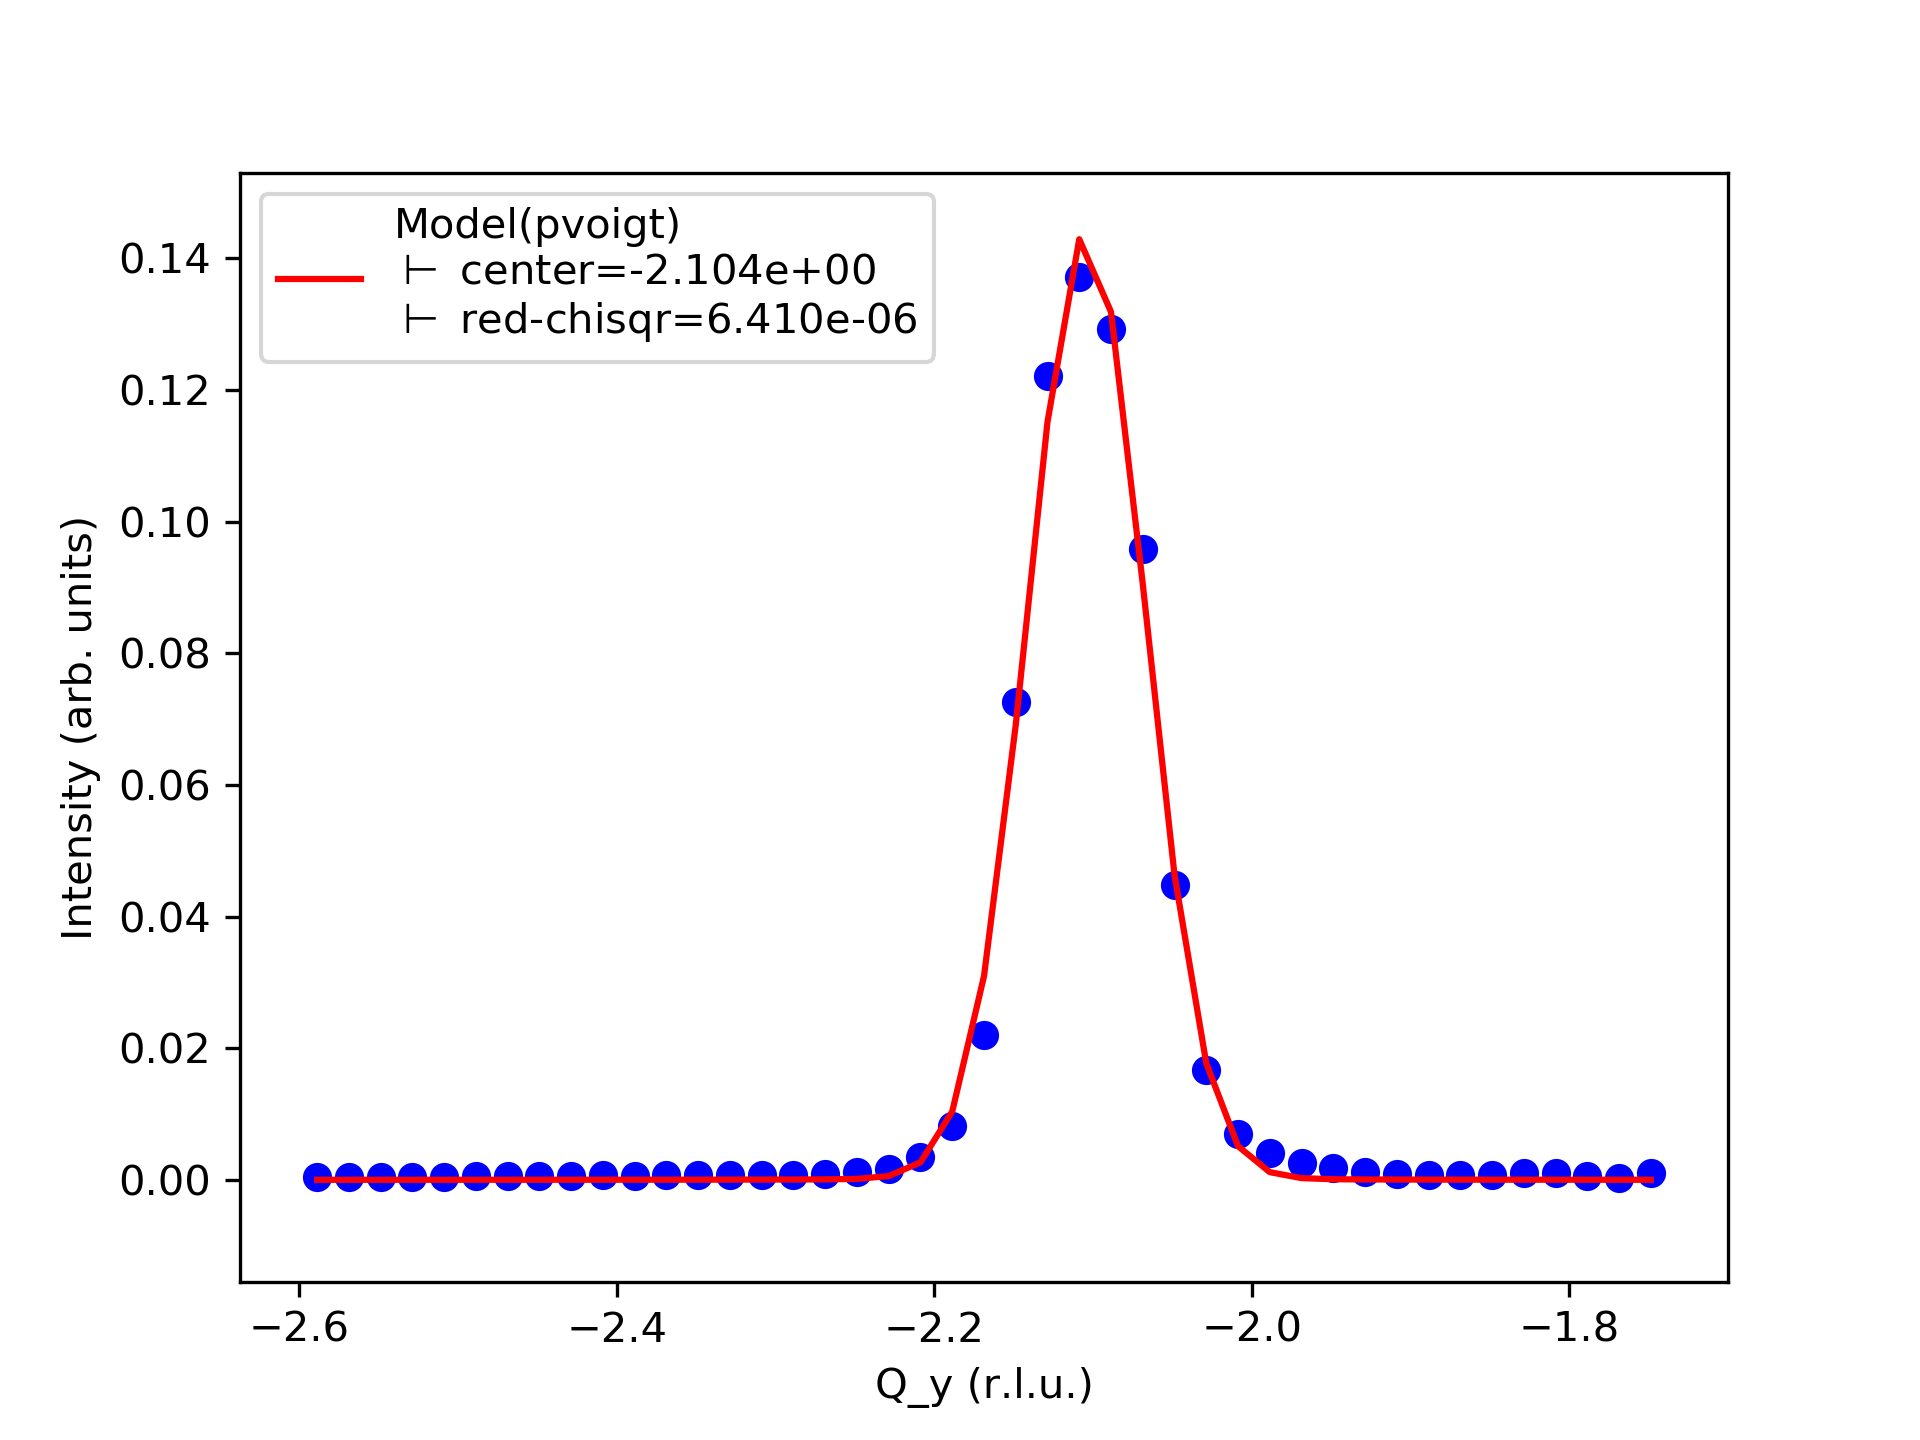 Model(pvoigt)
⊢ center=-2.104e+00
⊢ red-chisqr=6.410e-06
0.14
0.12
0.10
0.08
0.06
0.04
0.02
0.00
Intensity (arb. units)
−2.6 −2.4 −2.2 −2.0 −1.8
Q_y (r.l.u.)